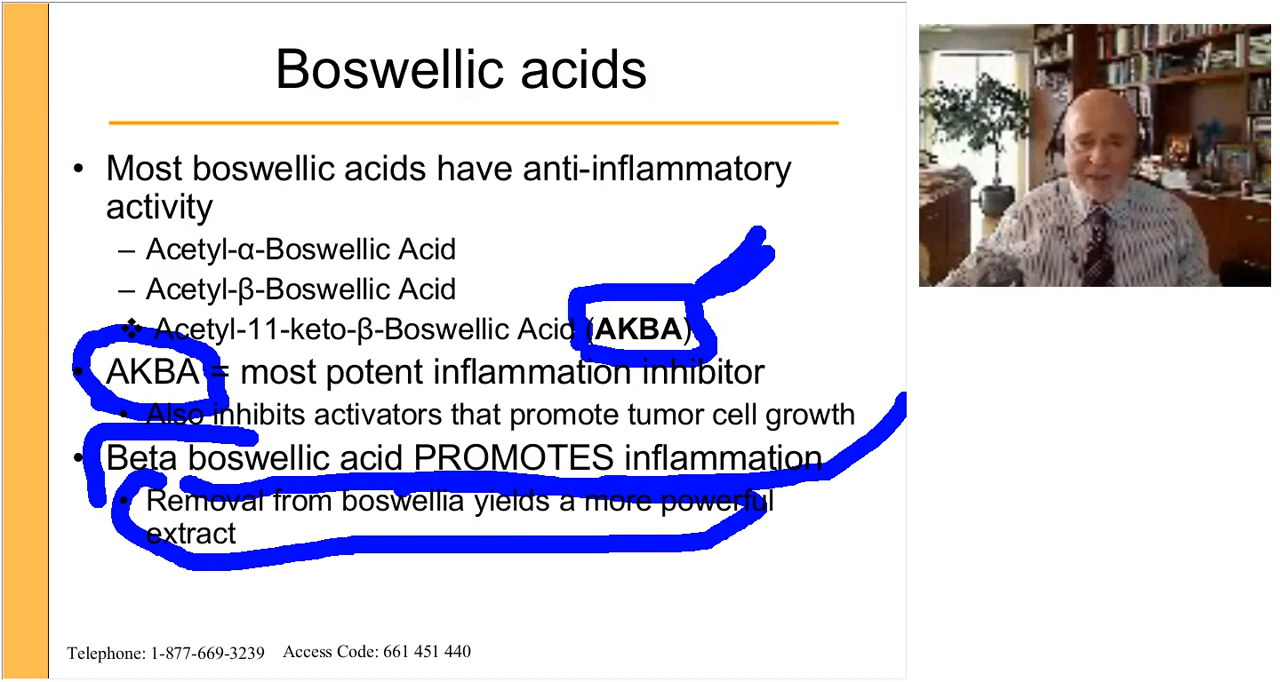 Boswellic acids
• Most boswellic acids have anti-inflammatory
activity
– Acetyl-α-Boswellic Acid
– Acetyl-β-Boswellic Acid
❖ Acetyl-11-keto-β-Boswellic Acid (AKBA)
• AKBA = most potent inflammation inhibitor
• Also inhibits activators that promote tumor cell growth
• Beta boswellic acid PROMOTES inflammation
• Removal from boswellia yields a more powerful
extract
Telephone: 1-877-669-3239 Access Code: 661 451 440